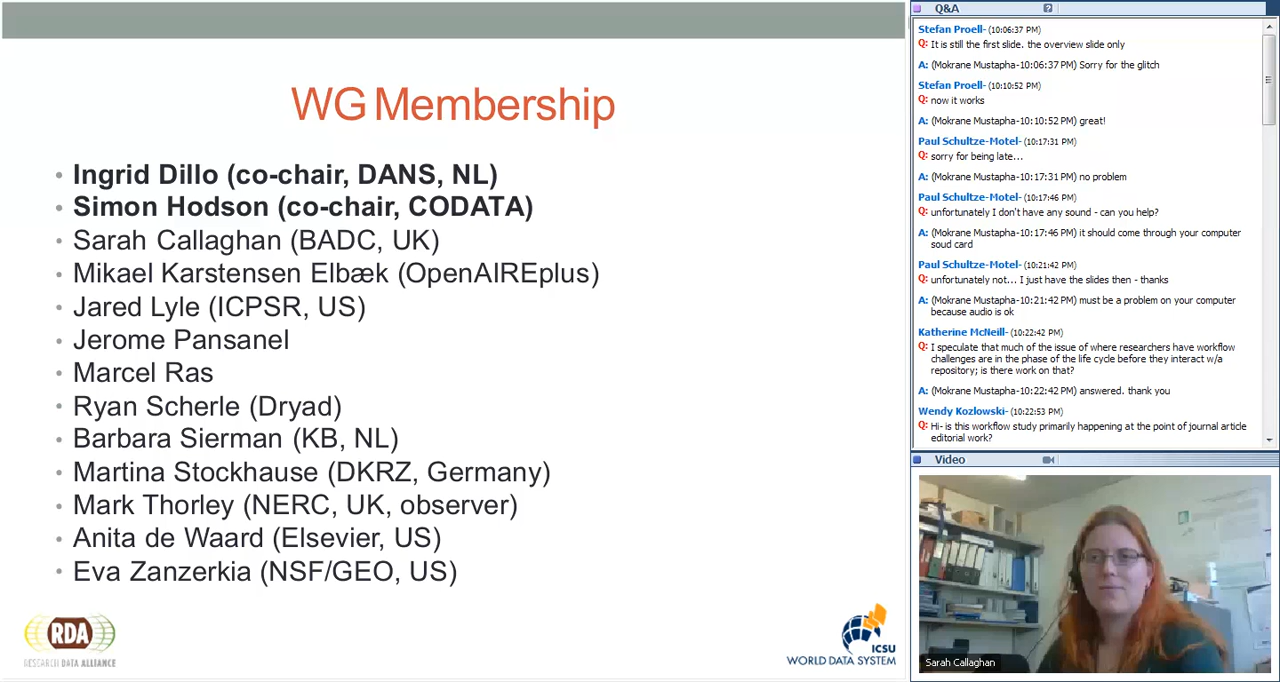 WG Membership
• Ingrid Dillo (co-chair, DANS, NL)
• Simon Hodson (co-chair, CODATA)
• Sarah Callaghan (BADC, UK)
• Mikael Karstensen Elbæk (OpenAIREplus)
• Jared Lyle (ICPSR, US)
• Jerome Pansanel
• Marcel Ras
• Ryan Scherle (Dryad)
• Barbara Sierman (KB, NL)
• Martina Stockhause (DKRZ, Germany)
• Mark Thorley (NERC, UK, observer)
• Anita de Waard (Elsevier, US)
• Eva Zanzerkia (NSF/GEO, US)
RDA
RESEARCH DATA ALLIANCE
ICSU
WORLD DATA SYSTEM
Q&A
Stefan Proell- (10:06:37 PM)
Q: It is still the first slide. the overview slide only
A: (Mokrane Mustapha-10:06:37 PM) Sorry for the glitch
Stefan Proell- (10:10:52 PM)
Q: now it works
A: (Mokrane Mustapha-10:10:52 PM) great!
Paul Schultze-Motel- (10:17:31 PM)
Q: sorry for being late...
A: (Mokrane Mustapha-10:17:31 PM) no problem
Paul Schultze-Motel- (10:17:46 PM)
Q: unfortunately I don't have any sound - can you help?
A: (Mokrane Mustapha-10:17:46 PM) it should come through your computer
soud card
Paul Schultze-Motel- (10:21:42 PM)
Q: unfortunately not... I just have the slides then - thanks
A: (Mokrane Mustapha-10:21:42 PM) must be a problem on your computer
because audio is ok
Katherine McNeill- (10:22:42 PM)
Q: I speculate that much of the issue of where researchers have workflow
challenges are in the phase of the life cycle before they interact w/a
repository; is there work on that?
A: (Mokrane Mustapha-10:22:42 PM) answered. thank you
Wendy Kozlowski- (10:22:53 PM)
Q: Hi- is this workflow study primarily happening at the point of journal article
editorial work?
Video
Sarah Callaghan